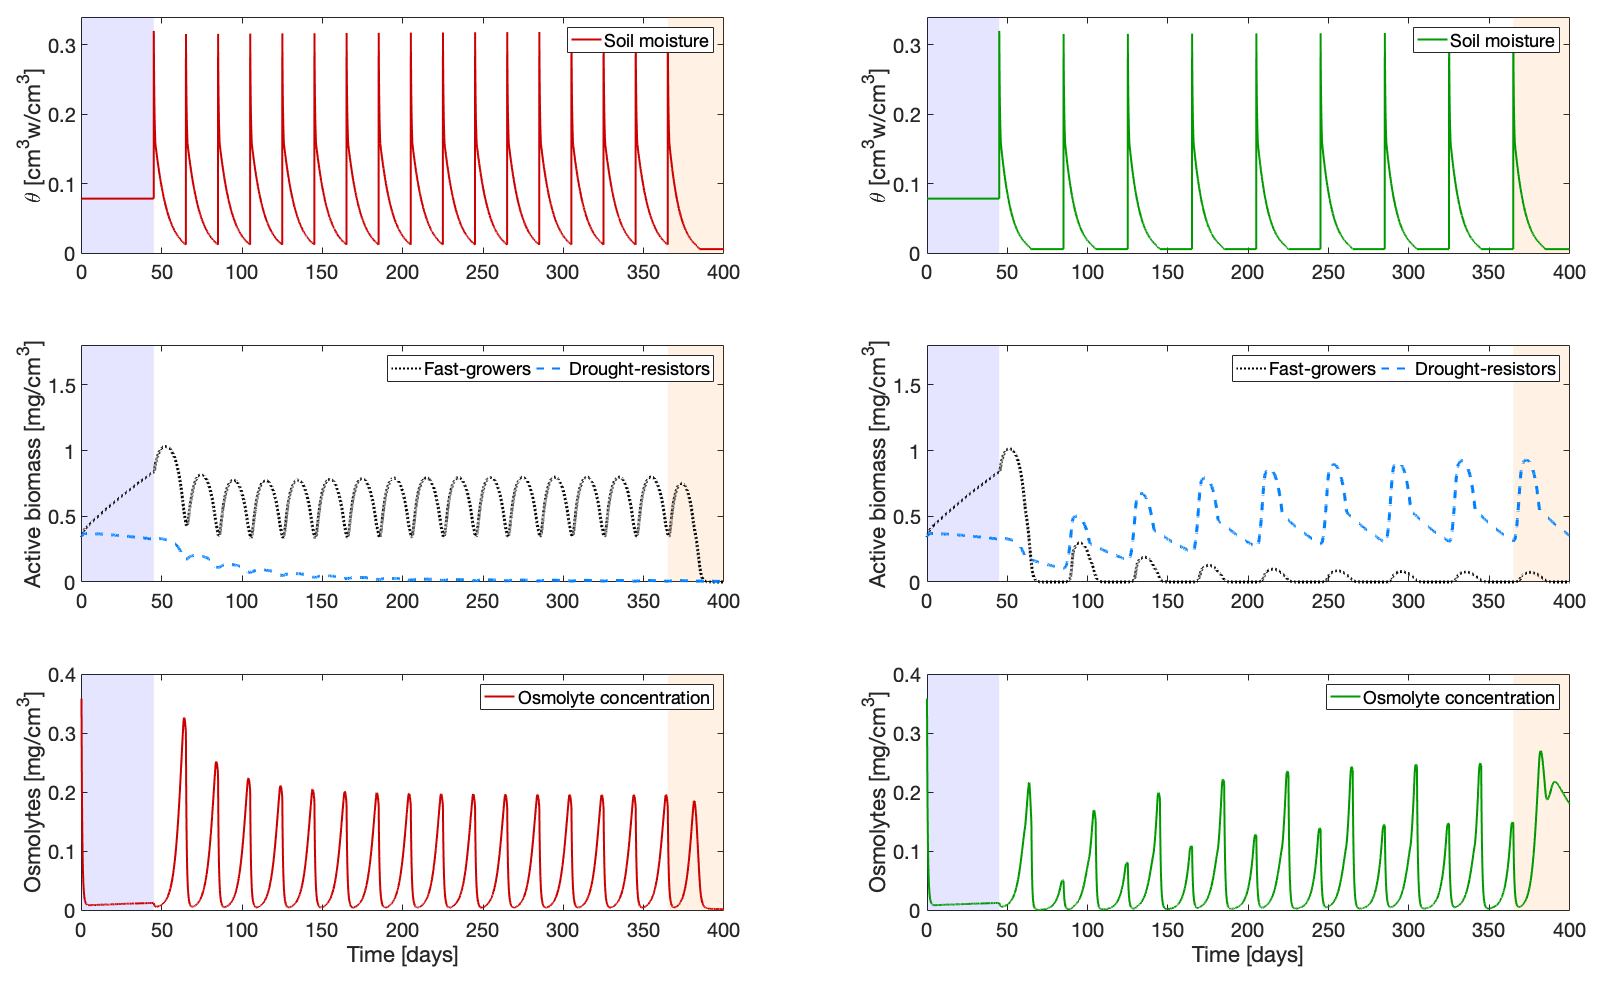 0.3
0.2
0.1
0
θ [cm³w/cm³]
Soil moisture
0 50 100 150 200 250 300 350 400
0.3
0.2
0.1
0
θ [cm³w/cm³]
Soil moisture
0 50 100 150 200 250 300 350 400
1.5
1
0.5
0
Active biomass [mg/cm³]
Fast-growers Drought-resistors
0 50 100 150 200 250 300 350 400
1.5
1
0.5
0
Active biomass [mg/cm³]
Fast-growers Drought-resistors
0 50 100 150 200 250 300 350 400
0.4
0.3
0.2
0.1
0
Osmolytes [mg/cm³]
Osmolyte concentration
0 50 100 150 200 250 300 350 400
Time [days]
0.4
0.3
0.2
0.1
0
Osmolytes [mg/cm³]
Osmolyte concentration
0 50 100 150 200 250 300 350 400
Time [days]